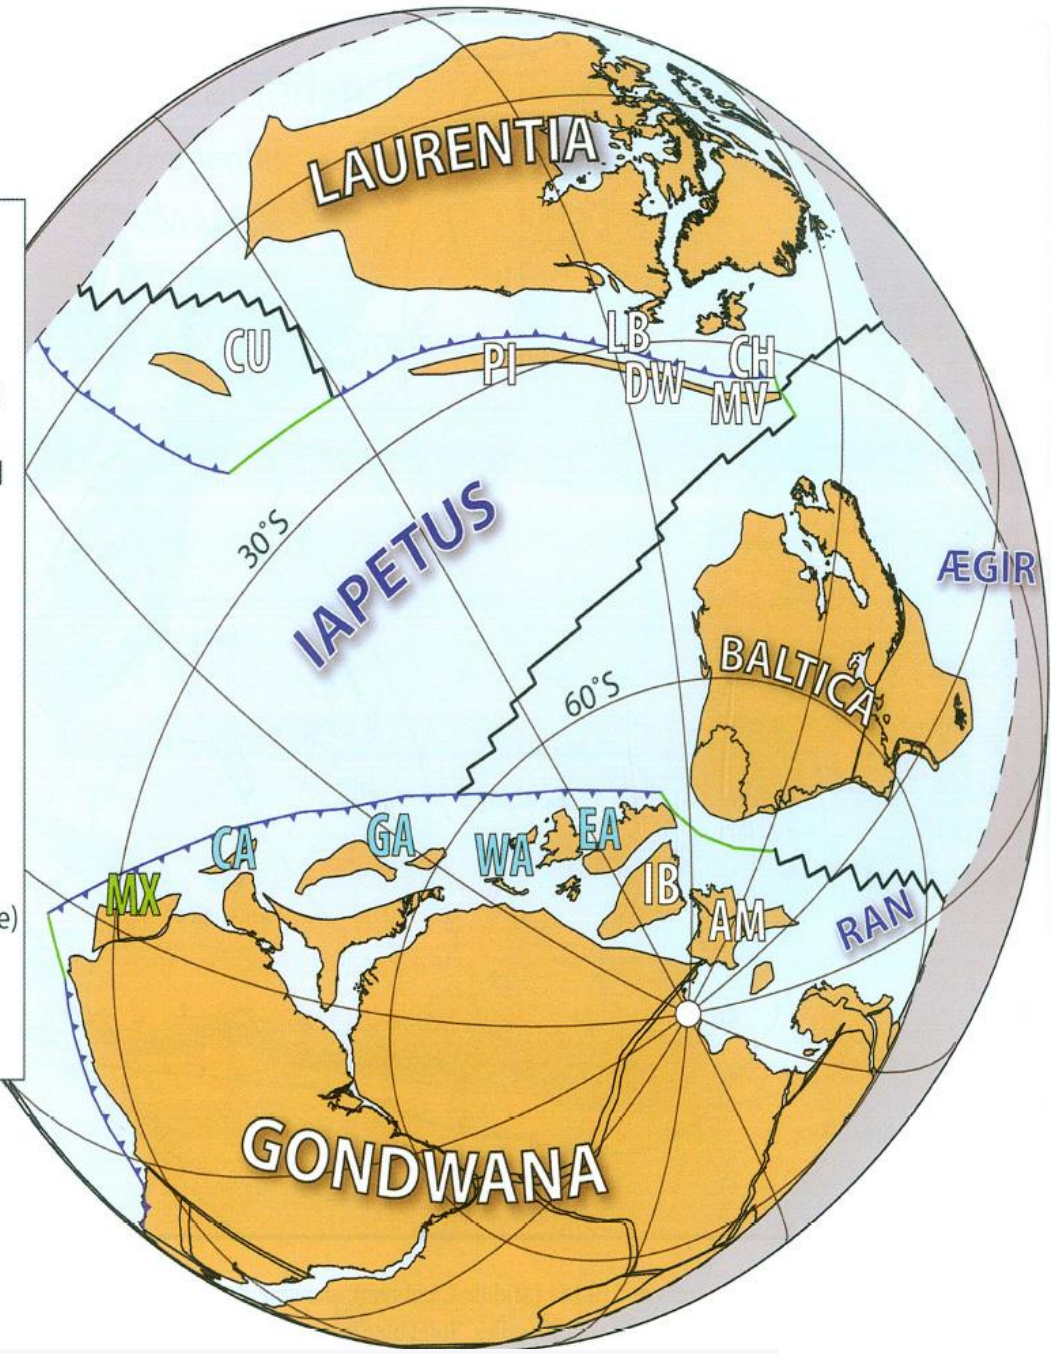 LAURENTIA
CU
PI
LB
DW
CH
MV
30°S
IAPETUS
ÆGIR
BALTICA
60°S
CA
GA
WA
EA
MX
IB
AM
RAN
e)
GONDWANA